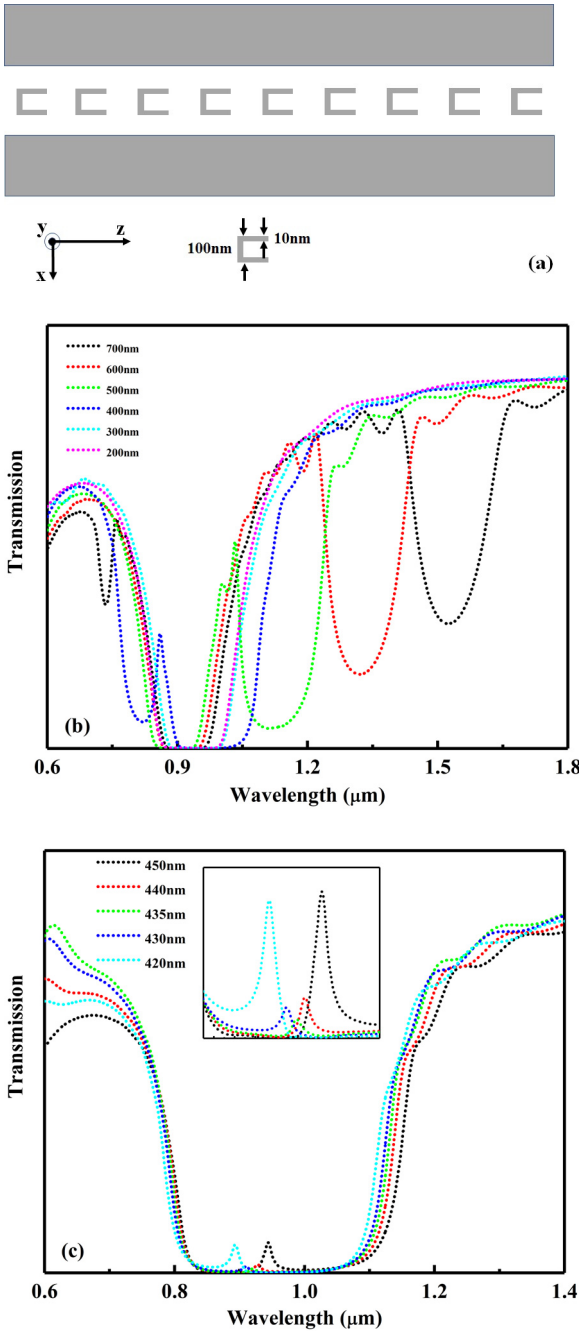 y
z
x
100nm
10nm
(a)
700nm
600nm
500nm
400nm
300nm
200nm
Transmission
(b)
0.6 0.9 1.2 1.5 1.8
Wavelength (μm)
450nm
440nm
435nm
430nm
420nm
Transmission
(c)
0.6 0.8 1.0 1.2 1.4
Wavelength (μm)